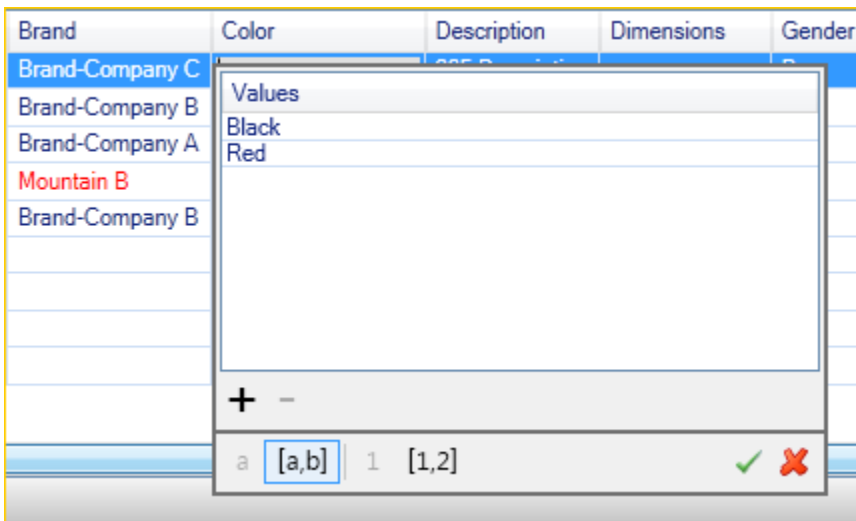 Brand Color Description Dimensions Gender
Brand-Company C
Values
Brand-Company B
Black
Brand-Company A
Red
Mountain B
Brand-Company B
+ -
a [a,b] 1 [1,2]